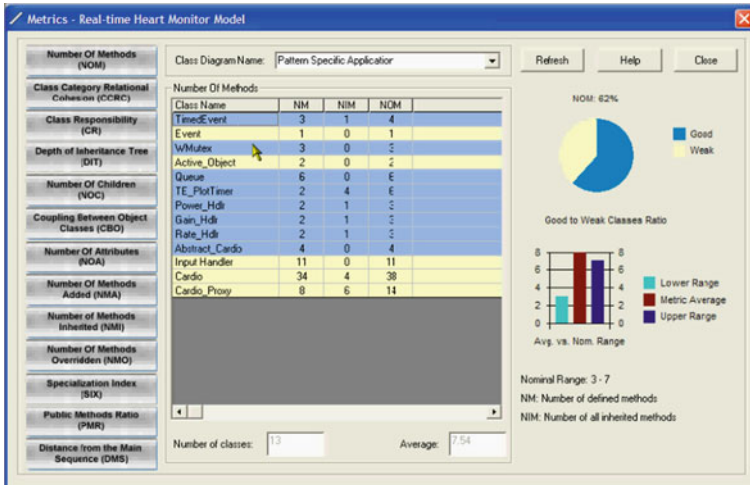 Metrics - Real-time Heart Monitor Model
Number Of Methods
(NOM)
Class Category Relational
Cohesion (CCRC)
Class Responsibility
(CR)
Depth of Inheritance Tree
(DIT)
Number Of Children
(NOC)
Coupling Between Object
Classes (CBO)
Number Of Attributes
(NOA)
Number Of Methods
Added (NMA)
Number of Methods
Inherited (NMI)
Number Of Methods
Overridden (NMO)
Specialization Index
(SIX)
Public Methods Ratio
(PMR)
Distance from the Main
Sequence (DMS)
Class Diagram Name: Pattern Specific Application
Number Of Methods
Class Name NM NIM NOM
TimedEvent 3 1 4
Event 1 0 1
WMutex 3 0 3
Active_Object 2 0 2
Queue 6 0 6
TE_PlotTimer 2 4 6
Power_Hdlr 2 1 3
Gain_Hdlr 2 1 3
Rate_Hdlr 2 1 3
Abstract_Cardio 4 0 4
Input Handler 11 0 11
Cardio 34 4 38
Cardio_Proxy 8 6 14
Number of classes: 13 Average: 7.54
Refresh Help Close
NOM: 62%
Good
Weak
Good to Weak Classes Ratio
8 8
6 6
4 4
2 2
0 0
Lower Range
Metric Average
Upper Range
Avg. vs. Nom. Range
Nominal Range: 3 - 7
NM: Number of defined methods
NIM: Number of all inherited methods